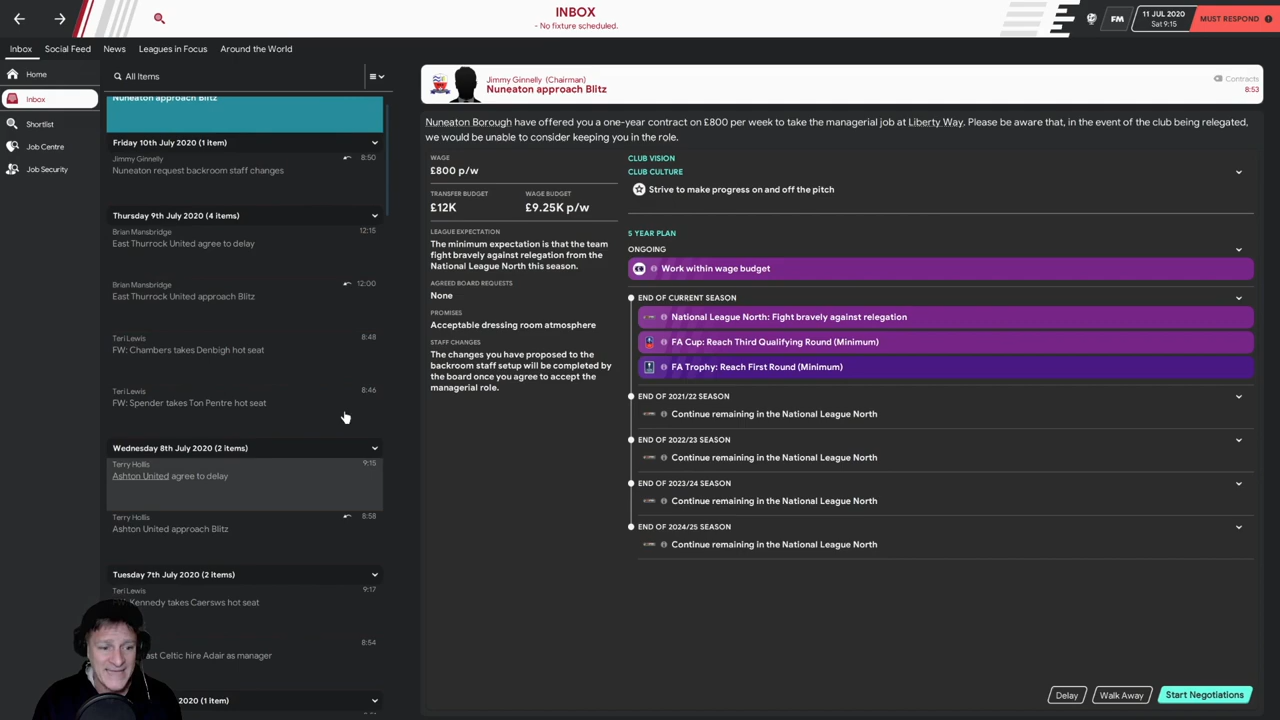 INBOX
- No fixture scheduled.
FM
11 JUL 2020
Sat 9:15
MUST RESPOND
Inbox
Social Feed
News
Leagues in Focus
Around the World
Home
Inbox
Shortlist
Job Centre
Job Security
All Items
Nuneaton approach Blitz
Friday 10th July 2020 (1 item)
Jimmy Ginnelly
8:50
Nuneaton request backroom staff changes
Thursday 9th July 2020 (4 items)
Brian Mansbridge
12:15
East Thurrock United agree to delay
Brian Mansbridge
12:00
East Thurrock United approach Blitz
Teri Lewis
8:48
FW: Chambers takes Denbigh hot seat
Teri Lewis
8:46
FW: Spender takes Ton Pentre hot seat
Wednesday 8th July 2020 (2 items)
Terry Hollis
9:15
Ashton United agree to delay
Terry Hollis
8:58
Ashton United approach Blitz
Tuesday 7th July 2020 (2 items)
Teri Lewis
9:17
Kennedy takes Caersws hot seat
8:54
ast Celtic hire Adair as manager
2020 (1 item)
Jimmy Ginnelly (Chairman)
Nuneaton approach Blitz
Contracts
8:53
Nuneaton Borough have offered you a one-year contract on £800 per week to take the managerial job at Liberty Way. Please be aware that, in the event of the club being relegated,
we would be unable to consider keeping you in the role.
WAGE
£800 p/w
TRANSFER BUDGET
WAGE BUDGET
£12K
£9.25K p/w
LEAGUE EXPECTATION
The minimum expectation is that the team
fight bravely against relegation from the
National League North this season.
AGREED BOARD REQUESTS
None
PROMISES
Acceptable dressing room atmosphere
STAFF CHANGES
The changes you have proposed to the
backroom staff setup will be completed by
the board once you agree to accept the
managerial role.
CLUB VISION
CLUB CULTURE
Strive to make progress on and off the pitch
5 YEAR PLAN
ONGOING
Work within wage budget
END OF CURRENT SEASON
National League North: Fight bravely against relegation
FA Cup: Reach Third Qualifying Round (Minimum)
FA Trophy: Reach First Round (Minimum)
END OF 2021/22 SEASON
Continue remaining in the National League North
END OF 2022/23 SEASON
Continue remaining in the National League North
END OF 2023/24 SEASON
Continue remaining in the National League North
END OF 2024/25 SEASON
Continue remaining in the National League North
Delay
Walk Away
Start Negotiations